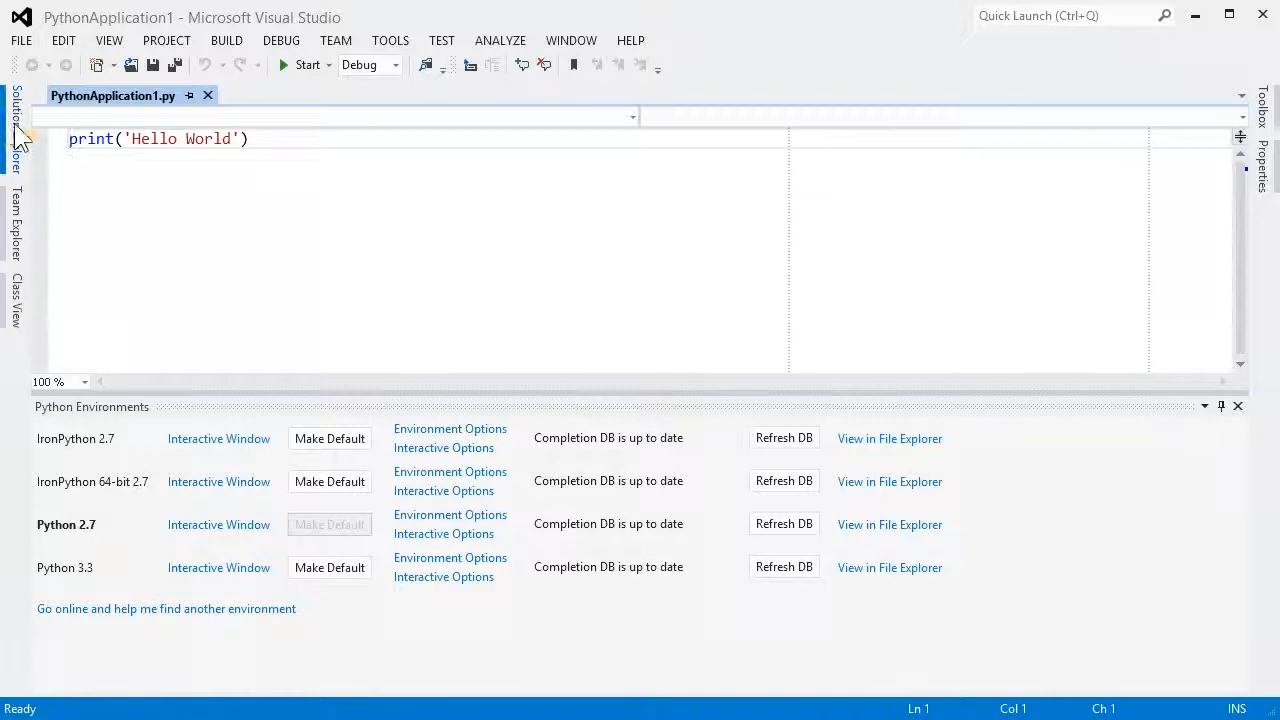 PythonApplication1 - Microsoft Visual Studio
Quick Launch (Ctrl+Q)
FILE EDIT VIEW PROJECT BUILD DEBUG TEAM TOOLS TEST ANALYZE WINDOW HELP
Start Debug
PythonApplication1.py
Solution
lorer
Team Explorer
Class View
Toolbox
Properties
print('Hello World')
100 %
Python Environments
IronPython 2.7 Interactive Window Make Default Environment Options Completion DB is up to date Refresh DB View in File Explorer
Interactive Options
IronPython 64-bit 2.7 Interactive Window Make Default Environment Options Completion DB is up to date Refresh DB View in File Explorer
Interactive Options
Python 2.7 Interactive Window Make Default Environment Options Completion DB is up to date Refresh DB View in File Explorer
Interactive Options
Python 3.3 Interactive Window Make Default Environment Options Completion DB is up to date Refresh DB View in File Explorer
Interactive Options
Go online and help me find another environment
Ready Ln 1 Col 1 Ch 1 INS